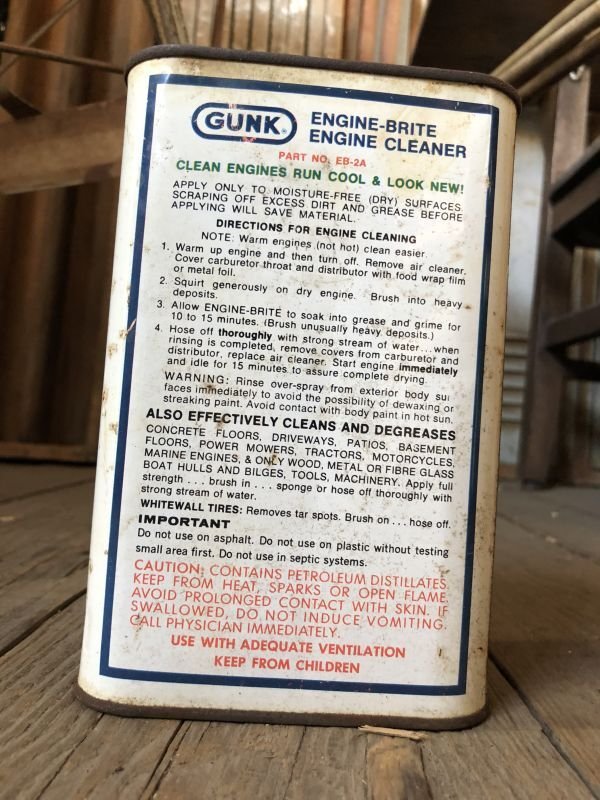 GUNK®
ENGINE-BRITE
ENGINE CLEANER
PART NO. EB-2A
CLEAN ENGINES RUN COOL & LOOK NEW!
APPLY ONLY TO MOISTURE-FREE (DRY) SURFACES.
SCRAPING OFF EXCESS DIRT AND GREASE BEFORE
APPLYING WILL SAVE MATERIAL.
DIRECTIONS FOR ENGINE CLEANING
NOTE: Warm engines (not hot) clean easier.
1. Warm up engine and then turn off. Remove air cleaner.
Cover carburetor throat and distributor with food wrap film
or metal foil.
2. Squirt generously on dry engine. Brush into heavy
deposits.
3. Allow ENGINE-BRITE to soak into grease and grime for
10 to 15 minutes. (Brush unusually heavy deposits.)
4. Hose off thoroughly with strong stream of water...when
rinsing is completed, remove covers from carburetor and
distributor, replace air cleaner. Start engine immediately
and idle for 15 minutes to assure complete drying.
WARNING: Rinse over-spray from exterior body sur
faces immediately to avoid the possibility of dewaxing or
streaking paint. Avoid contact with body paint in hot sun.
ALSO EFFECTIVELY CLEANS AND DEGREASES
CONCRETE FLOORS, DRIVEWAYS, PATIOS, BASEMENT
FLOORS, POWER MOWERS, TRACTORS, MOTORCYCLES,
MARINE ENGINES, & ONLY WOOD, METAL OR FIBRE GLASS
BOAT HULLS AND BILGES, TOOLS, MACHINERY. Apply full
strength ... brush in ... sponge or hose off thoroughly with
strong stream of water.
WHITEWALL TIRES: Removes tar spots. Brush on ... hose off.
IMPORTANT
Do not use on asphalt. Do not use on plastic without testing
small area first. Do not use in septic systems.
CAUTION: CONTAINS PETROLEUM DISTILLATES.
KEEP FROM HEAT, SPARKS OR OPEN FLAME.
AVOID PROLONGED CONTACT WITH SKIN. IF
SWALLOWED, DO NOT INDUCE VOMITING.
CALL PHYSICIAN IMMEDIATELY.
USE WITH ADEQUATE VENTILATION
KEEP FROM CHILDREN